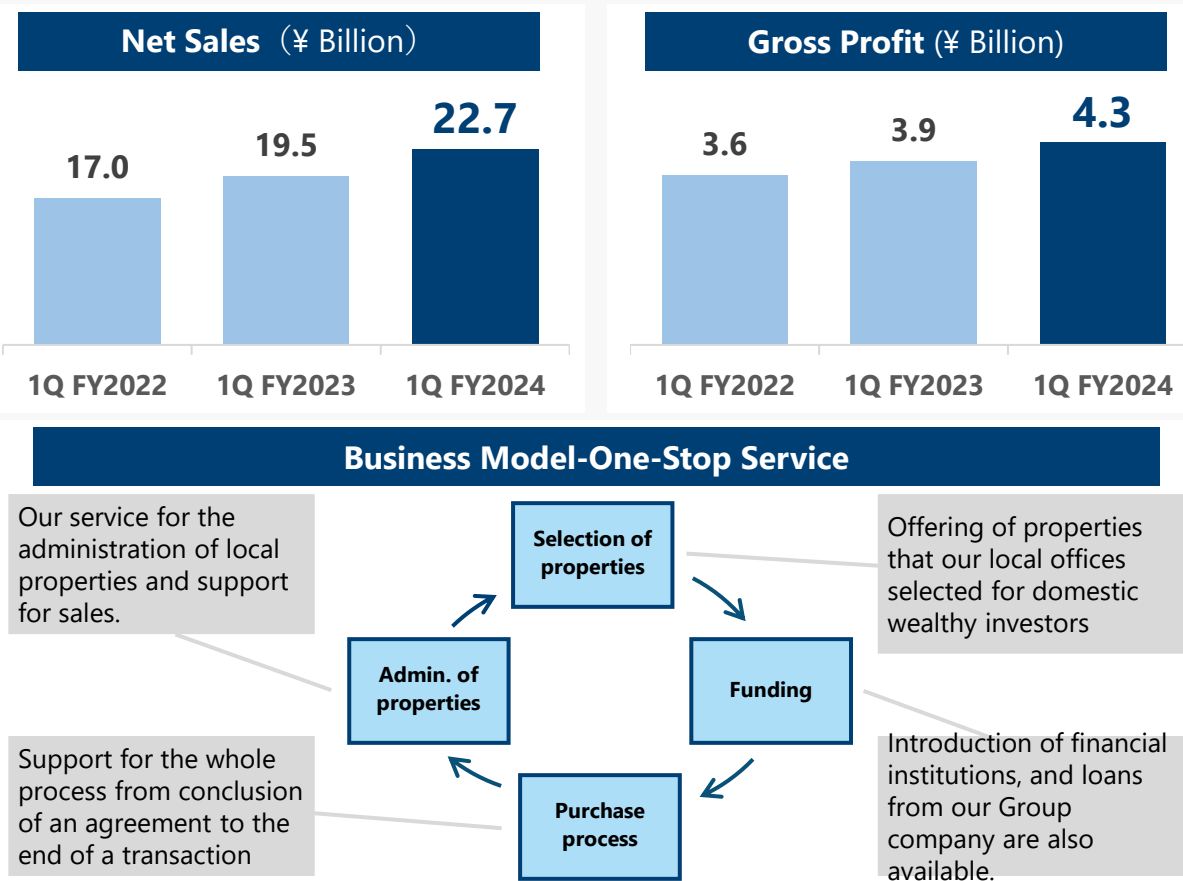 Net Sales（¥ Billion）
17.0
19.5
22.7
1Q FY2022
1Q FY2023
1Q FY2024
Gross Profit (¥ Billion)
3.6
3.9
4.3
1Q FY2022
1Q FY2023
1Q FY2024
Business Model-One-Stop Service
Our service for the
administration of local
properties and support
for sales.
Selection of
properties
Offering of properties
that our local offices
selected for domestic
wealthy investors
Admin. of
properties
Funding
Support for the whole
process from conclusion
of an agreement to the
end of a transaction
Purchase
process
Introduction of financial
institutions, and loans
from our Group
company are also
available.